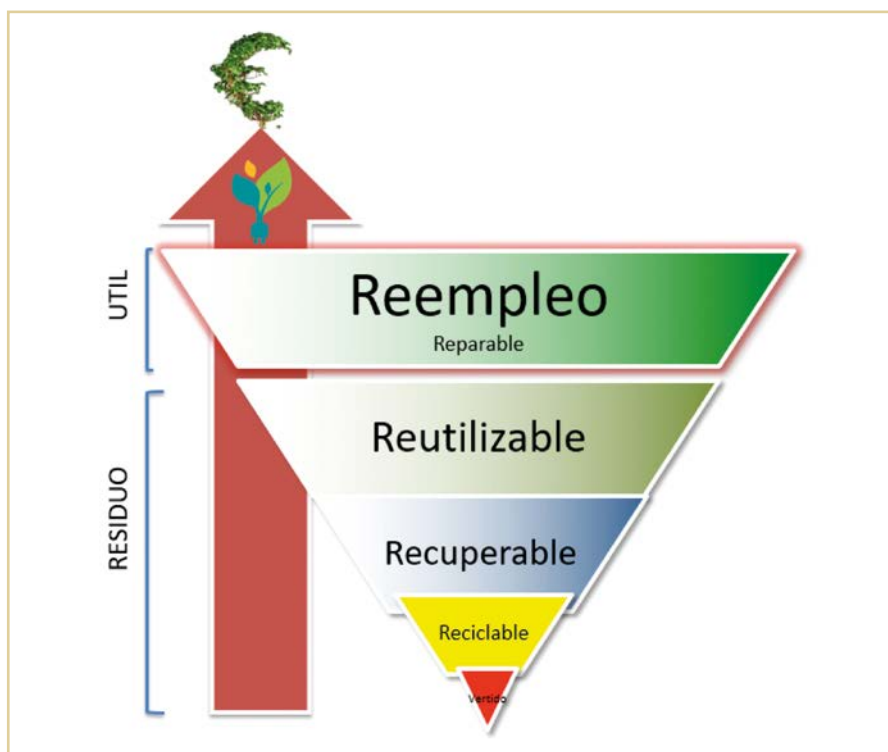 UTIL
Reempleo
Reparable
RESIDUO
Reutilizable
Recuperable
Reciclable
Vertido